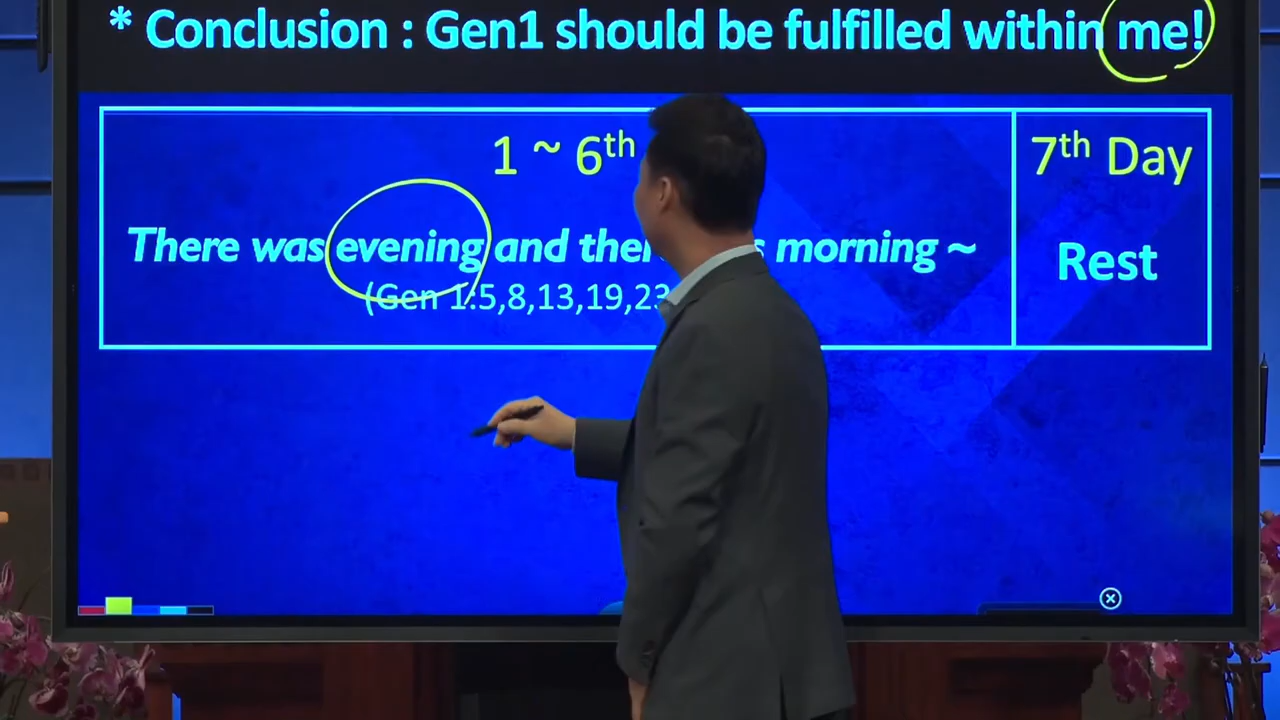 * Conclusion : Gen1 should be fulfilled within me!
1 ~ 6th
7th Day
There was evening and morning ~
(Gen 1:5,8,13,19,23
Rest